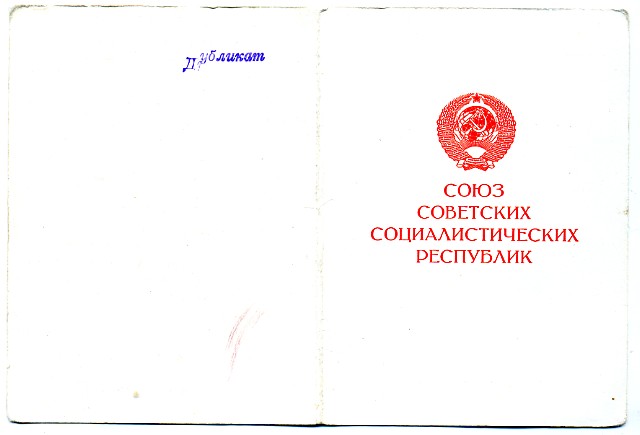 Дубликат
СОЮЗ
СОВЕТСКИХ
СОЦИАЛИСТИЧЕСКИХ
РЕСПУБЛИК